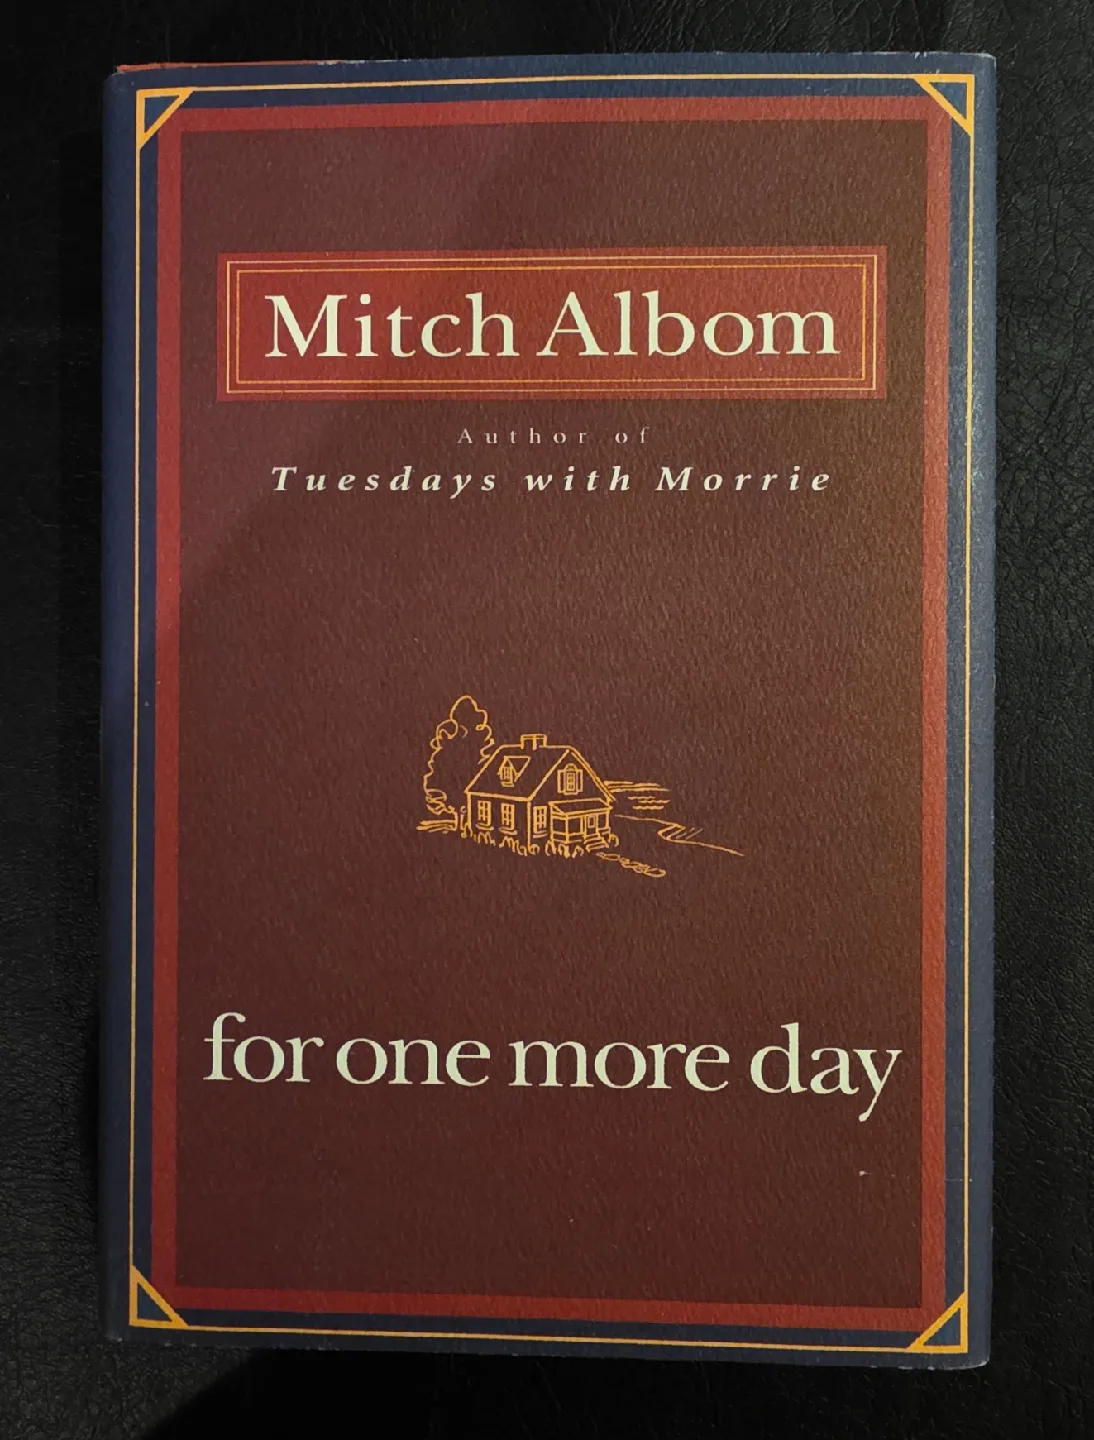 Mitch Albom
Author of
Tuesdays with Morrie
for one more day